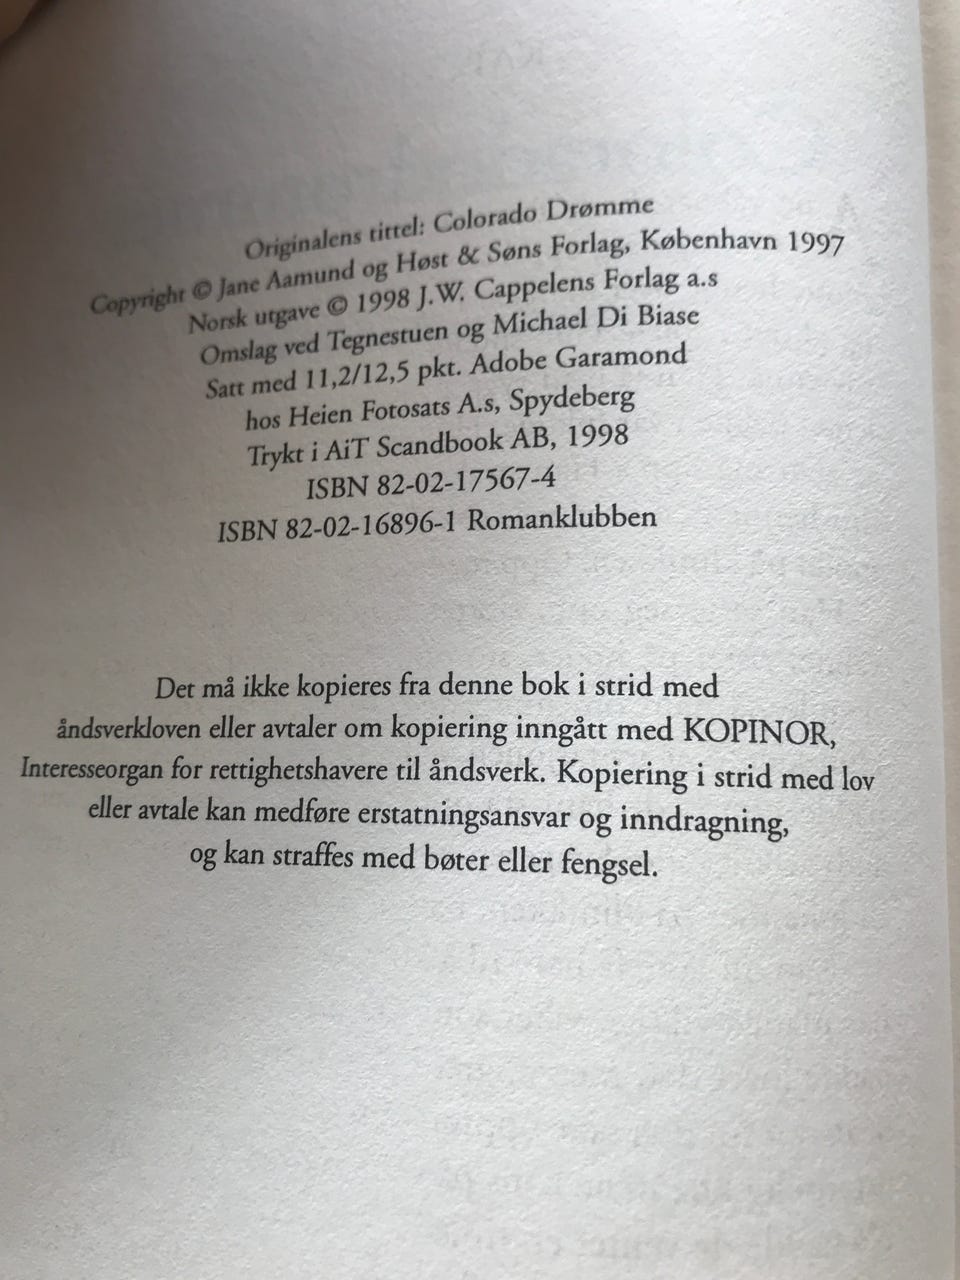 Originalens tittel: Colorado Drømme
Copyright © Jane Aamund og Høst & Søns Forlag, København 1997
Norsk utgave © 1998 J.W. Cappelens Forlag a.s
Omslag ved Tegnestuen og Michael Di Biase
Satt med 11,2/12,5 pkt. Adobe Garamond
hos Heien Fotosats A.s, Spydeberg
Trykt i AiT Scandbook AB, 1998
ISBN 82-02-17567-4
ISBN 82-02-16896-1 Romanklubben
Det må ikke kopieres fra denne bok i strid med
åndsverkloven eller avtaler om kopiering inngått med KOPINOR,
Interesseorgan for rettighetshavere til åndsverk. Kopiering i strid med lov
eller avtale kan medføre erstatningsansvar og inndragning,
og kan straffes med bøter eller fengsel.